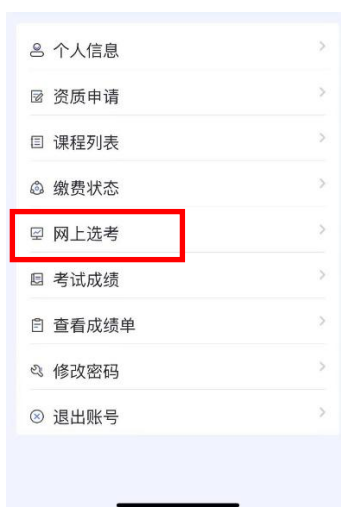 个人信息
资质申请
课程列表
缴费状态
网上选考
考试成绩
查看成绩单
修改密码
退出账号